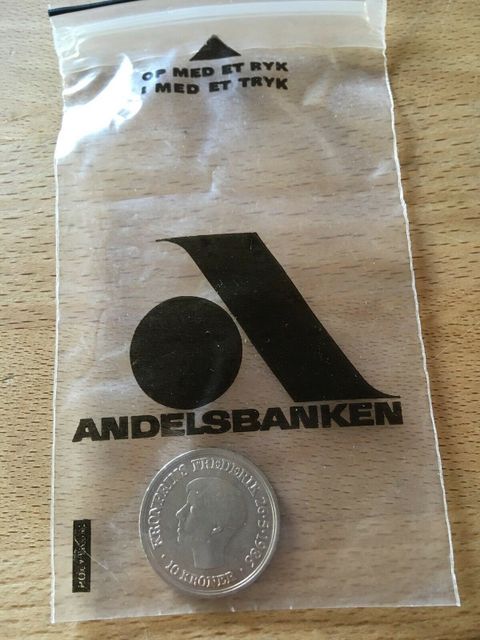 OP MED ET RYK
I MED ET TRYK
ANDELSBANKEN
KRONPRINS FREDERIK 26·5·1986
· 10 KRONER ·